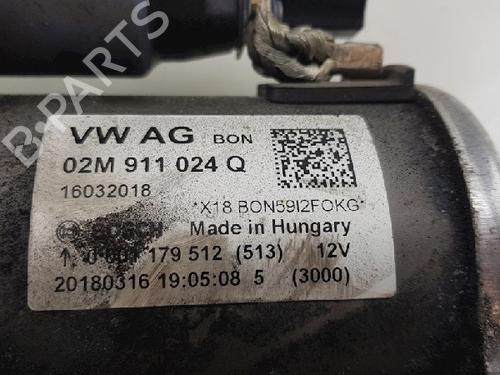 VW AG BON
02M 911 024 Q
16032018
*X18 BON59I2FOKG*
BOSCH Made in Hungary
0 001 179 512 (513) 12V
20180316 19:05:08 5 (3000)
B-PARTS